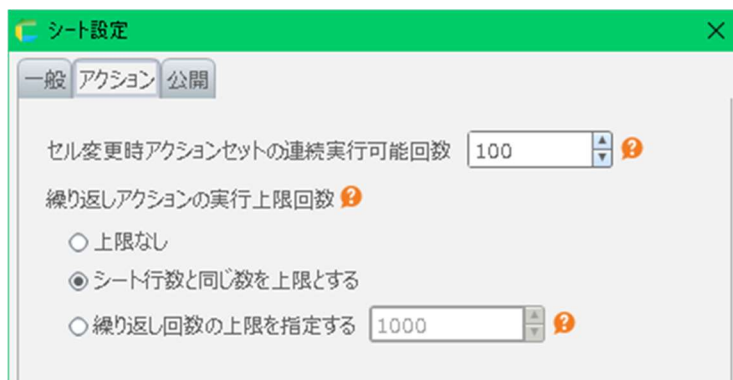 シート設定
一般 アクション 公開
セル変更時アクションセットの連続実行可能回数 100
繰り返しアクションの実行上限回数
上限なし
シート行数と同じ数を上限とする
繰り返し回数の上限を指定する 1000